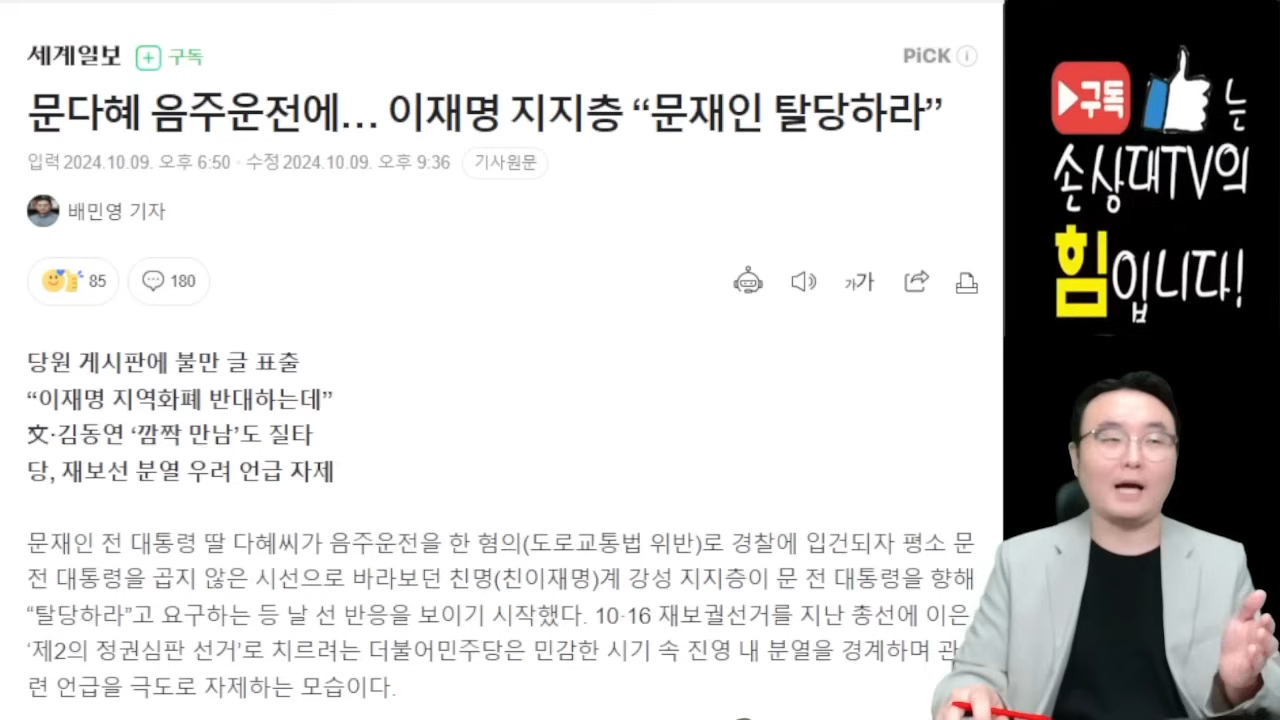 세계일보 구독
PiCK
문다혜 음주운전에… 이재명 지지층 “문재인 탈당하라”
입력 2024.10.09. 오후 6:50 · 수정 2024.10.09. 오후 9:36 기사원문
배민영 기자
85 180
가가
당원 게시판에 불만 글 표출
“이재명 지역화폐 반대하는데”
文·김동연 ‘깜짝 만남’도 질타
당, 재보선 분열 우려 언급 자제
문재인 전 대통령 딸 다혜씨가 음주운전을 한 혐의(도로교통법 위반)로 경찰에 입건되자 평소 문
전 대통령을 곱지 않은 시선으로 바라보던 친명(친이재명)계 강성 지지층이 문 전 대통령을 향해
“탈당하라”고 요구하는 등 날 선 반응을 보이기 시작했다. 10·16 재보궐선거를 지난 총선에 이은
‘제2의 정권심판 선거’로 치르려는 더불어민주당은 민감한 시기 속 진영 내 분열을 경계하며 관
련 언급을 극도로 자제하는 모습이다.
구독 는
손상대TV의
힘입니다!